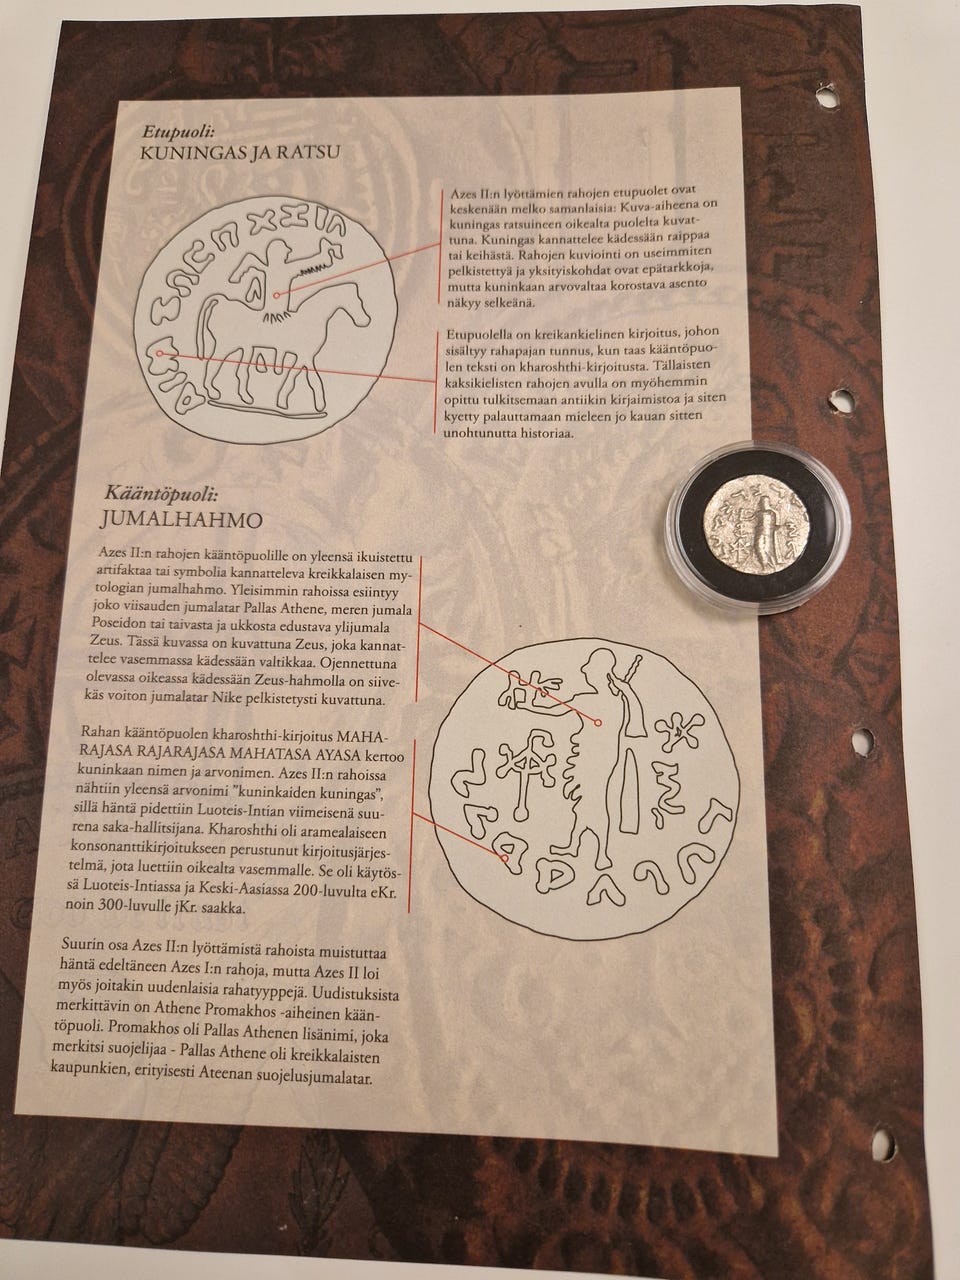 Etupuoli:
KUNINGAS JA RATSU
Azes II:n lyöttämien rahojen etupuolet ovat
keskenään melko samanlaisia: Kuva-aiheena on
kuningas ratsuineen oikealta puolelta kuvat-
tuna. Kuningas kannattelee kädessään raippaa
tai keihästä. Rahojen kuviointi on useimmiten
pelkistettyä ja yksityiskohdat ovat epätarkkoja,
mutta kuninkaan arvovaltaa korostava asento
näkyy selkeänä.
Etupuolella on kreikankielinen kirjoitus, johon
sisältyy rahapajan tunnus, kun taas kääntöpuo-
len teksti on kharoshthi-kirjoitusta. Tällaisten
kaksikielisten rahojen avulla on myöhemmin
opittu tulkitsemaan antiikin kirjaimistoa ja siten
kyetty palauttamaan mieleen jo kauan sitten
unohtunutta historiaa.
Kääntöpuoli:
JUMALHAHMO
Azes II:n rahojen kääntöpuolille on yleensä ikuistettu
artifaktaa tai symbolia kannatteleva kreikkalaisen my-
tologian jumalhahmo. Yleisimmin rahoissa esiintyy
joko viisauden jumalatar Pallas Athene, meren jumala
Poseidon tai taivasta ja ukkosta edustava ylijumala
Zeus. Tässä kuvassa on kuvattuna Zeus, joka kannat-
telee vasemmassa kädessään valtikkaa. Ojennettuna
olevassa oikeassa kädessään Zeus-hahmolla on siive-
käs voiton jumalatar Nike pelkistetysti kuvattuna.
Rahan kääntöpuolen kharoshthi-kirjoitus MAHA-
RAJASA RAJARAJASA MAHATASA AYASA kertoo
kuninkaan nimen ja arvonimen. Azes II:n rahoissa
nähtiin yleensä arvonimi "kuninkaiden kuningas",
sillä häntä pidettiin Luoteis-Intian viimeisenä suu-
rena saka-hallitsijana. Kharoshthi oli aramealaiseen
konsonanttikirjoitukseen perustunut kirjoitusjärjes-
telmä, jota luettiin oikealta vasemmalle. Se oli käytös-
sä Luoteis-Intiassa ja Keski-Aasiassa 200-luvulta eKr.
noin 300-luvulle jKr. saakka.
Suurin osa Azes II:n lyöttämistä rahoista muistuttaa
häntä edeltäneen Azes I:n rahoja, mutta Azes II loi
myös joitakin uudenlaisia rahatyyppejä. Uudistuksista
merkittävin on Athene Promakhos -aiheinen kään-
töpuoli. Promakhos oli Pallas Athenen lisänimi, joka
merkitsi suojelijaa - Pallas Athene oli kreikkalaisten
kaupunkien, erityisesti Ateenan suojelusjumalatar.